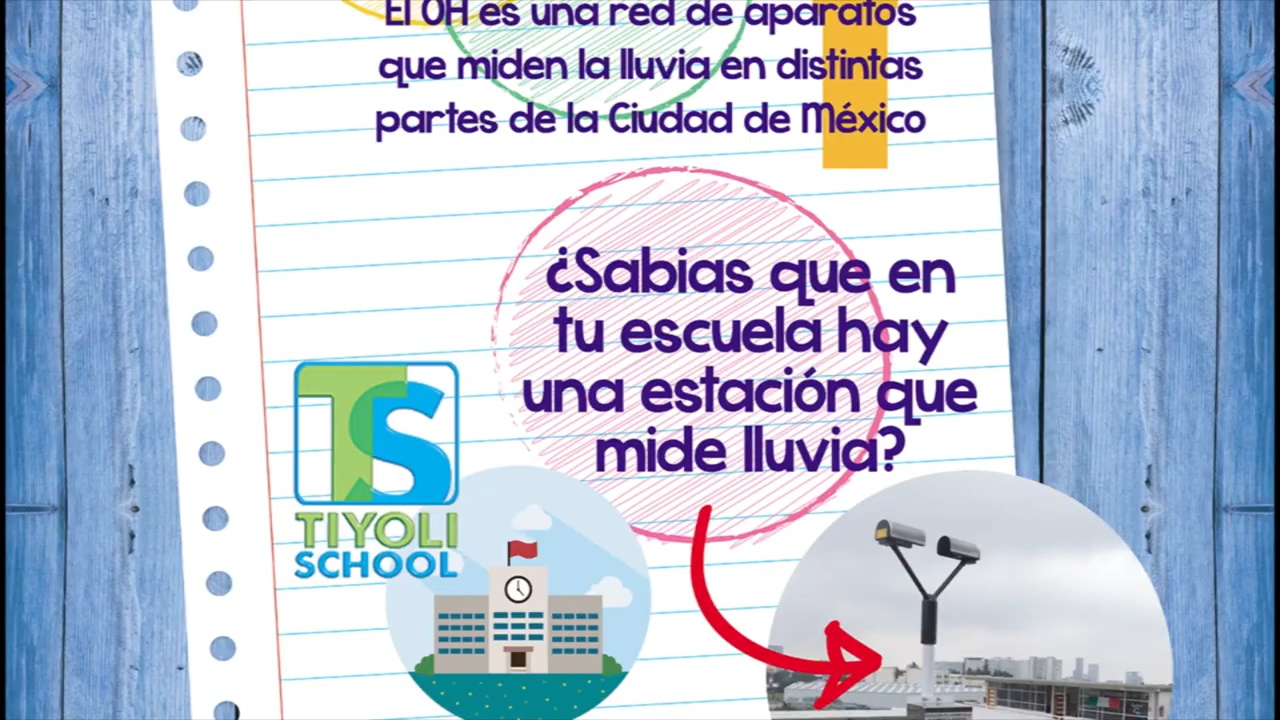 El OH es una red de aparatos
que miden la lluvia en distintas
partes de la Ciudad de México
¿Sabias que en
tu escuela hay
una estación que
mide lluvia?
TS
TIYOLI
SCHOOL